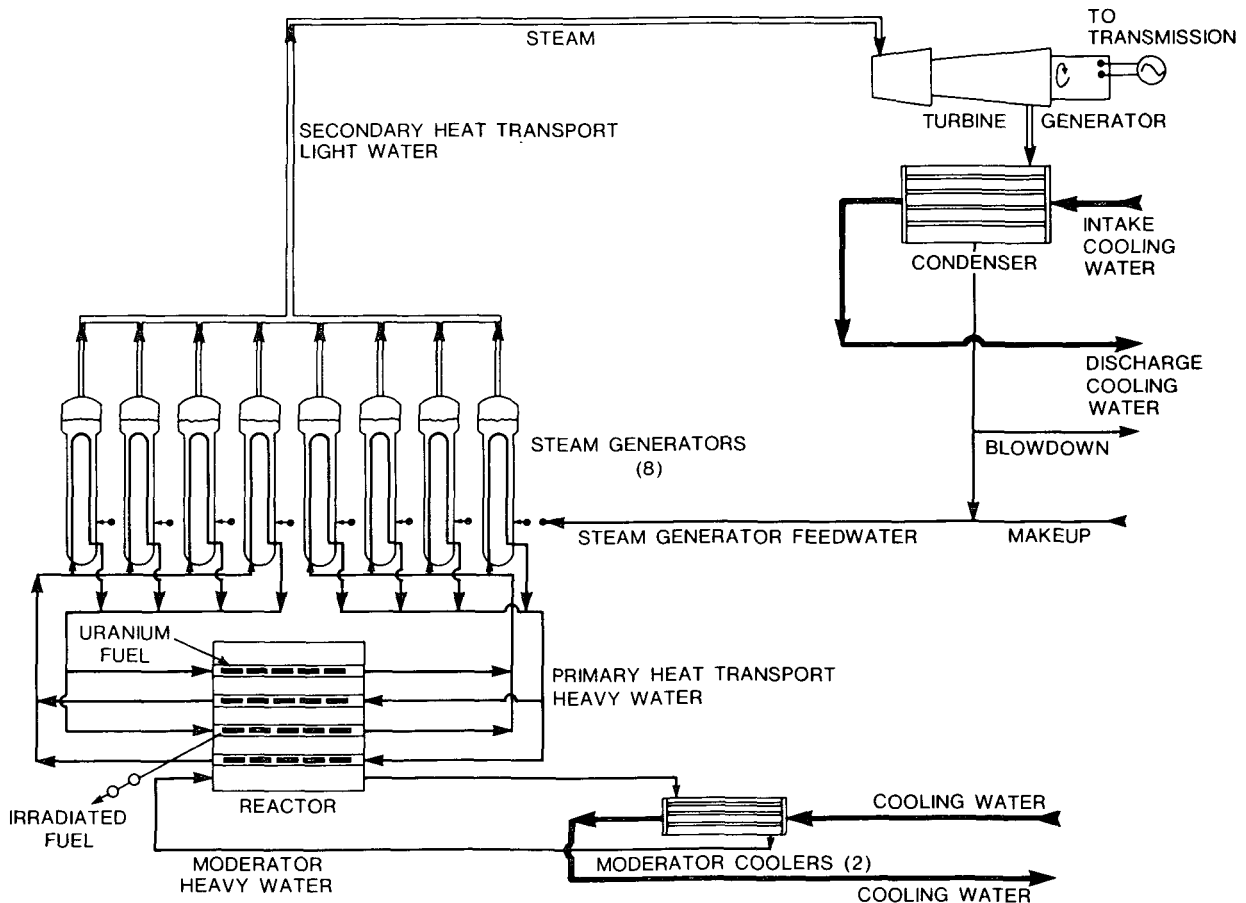 TO
TRANSMISSION
STEAM
SECONDARY HEAT TRANSPORT
LIGHT WATER
TURBINE
GENERATOR
INTAKE
COOLING
WATER
CONDENSER
DISCHARGE
COOLING
WATER
STEAM GENERATORS
(8)
BLOWDOWN
STEAM GENERATOR FEEDWATER
MAKEUP
URANIUM
FUEL
PRIMARY HEAT TRANSPORT
HEAVY WATER
REACTOR
IRRADIATED
FUEL
COOLING WATER
MODERATOR
HEAVY WATER
MODERATOR COOLERS (2)
COOLING WATER